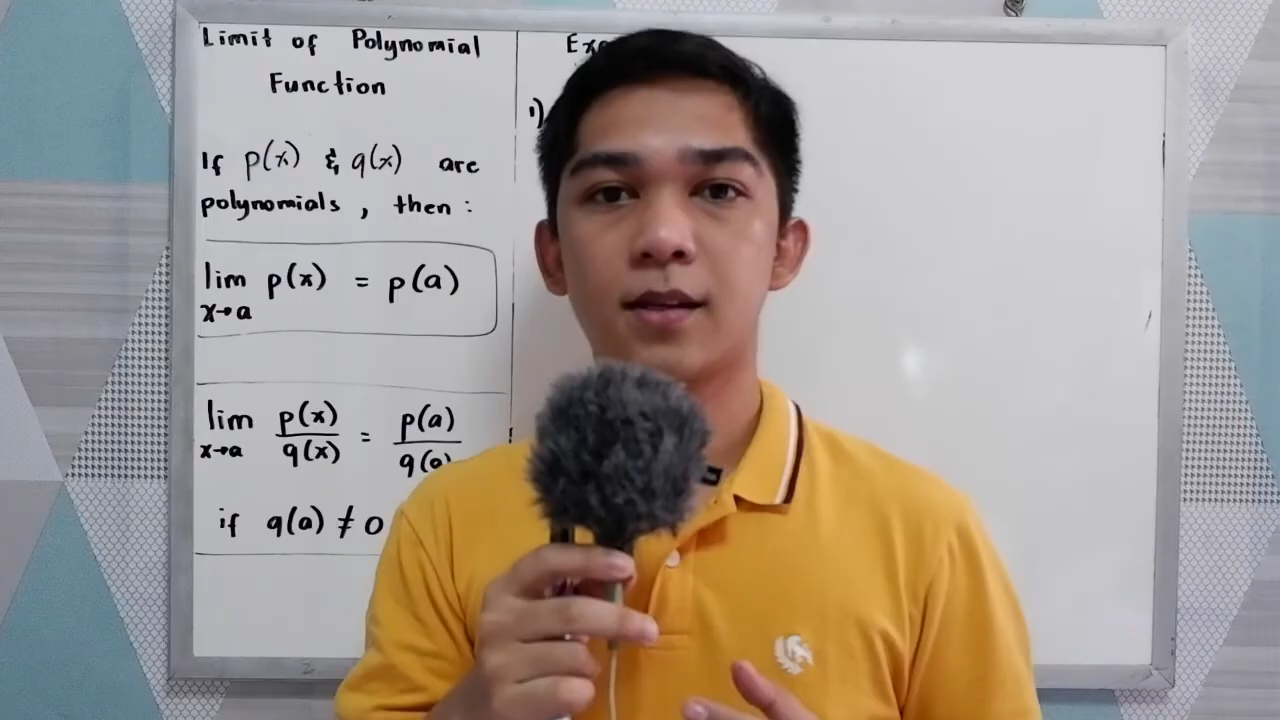 Limit of Polynomial
Function
If p(x) & q(x) are
polynomials, then :
lim p(x) = p(a)
x→a
lim p(x)/q(x) = p(a)/q(a)
x→a
if q(a) ≠ 0
1)